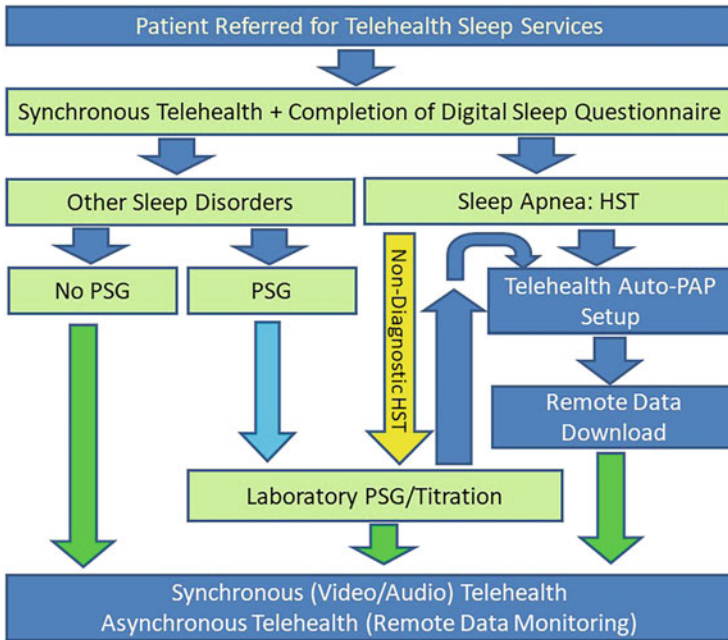 Patient Referred for Telehealth Sleep Services
Synchronous Telehealth + Completion of Digital Sleep Questionnaire
Other Sleep Disorders
Sleep Apnea: HST
No PSG
PSG
Non-Diagnostic HST
Telehealth Auto-PAP
Setup
Remote Data
Download
Laboratory PSG/Titration
Synchronous (Video/Audio) Telehealth
Asynchronous Telehealth (Remote Data Monitoring)